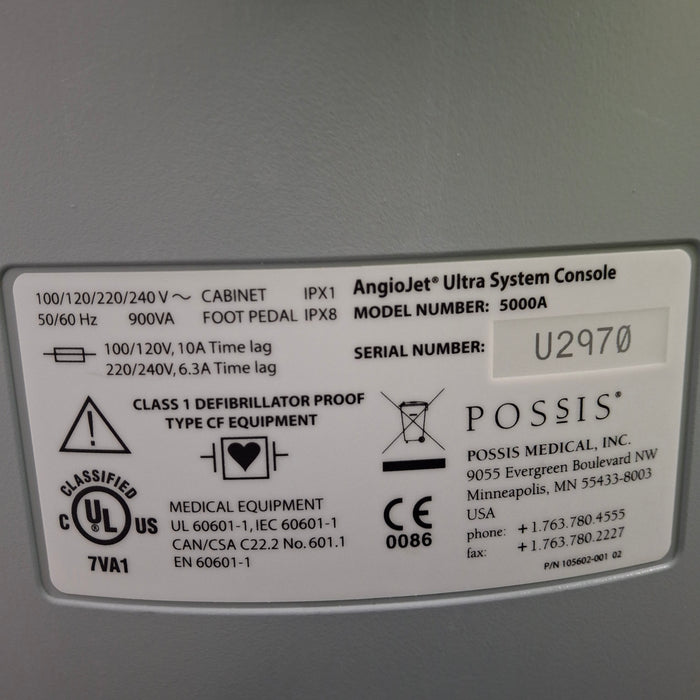 100/120/220/240 V ~ CABINET IPX1
50/60 Hz 900VA FOOT PEDAL IPX8
100/120V, 10A Time lag
220/240V, 6.3A Time lag
CLASS 1 DEFIBRILLATOR PROOF
TYPE CF EQUIPMENT
CLASSIFIED
C UL® US
7VA1
MEDICAL EQUIPMENT
UL 60601-1, IEC 60601-1
CAN/CSA C22.2 No. 601.1
EN 60601-1
AngioJet® Ultra System Console
MODEL NUMBER: 5000A
SERIAL NUMBER: U2970
CE
0086
POSSIS®
POSSIS MEDICAL, INC.
9055 Evergreen Boulevard NW
Minneapolis, MN 55433-8003
USA
phone: +1.763.780.4555
fax: +1.763.780.2227
P/N 105602-001 02